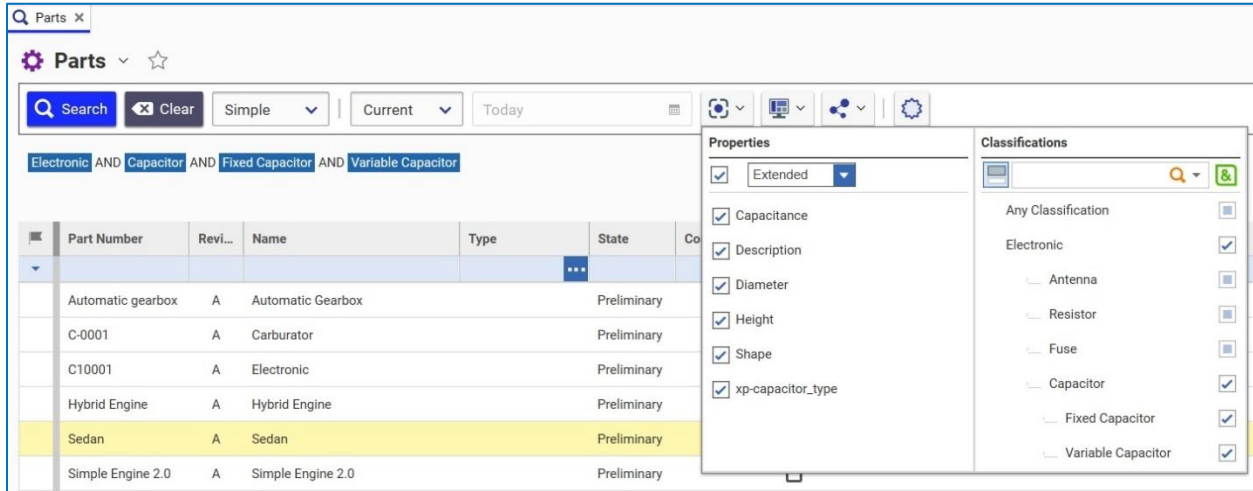 Parts
Parts
Search Clear Simple Current Today
Electronic AND Capacitor AND Fixed Capacitor AND Variable Capacitor
Properties
Extended
Capacitance
Description
Diameter
Height
Shape
xp-capacitor_type
Classifications
&
Any Classification
Electronic
Antenna
Resistor
Fuse
Capacitor
Fixed Capacitor
Variable Capacitor
Part Number Revi... Name Type State Co
...
Automatic gearbox A Automatic Gearbox Preliminary
C-0001 A Carburator Preliminary
C10001 A Electronic Preliminary
Hybrid Engine A Hybrid Engine Preliminary
Sedan A Sedan Preliminary
Simple Engine 2.0 A Simple Engine 2.0 Preliminary